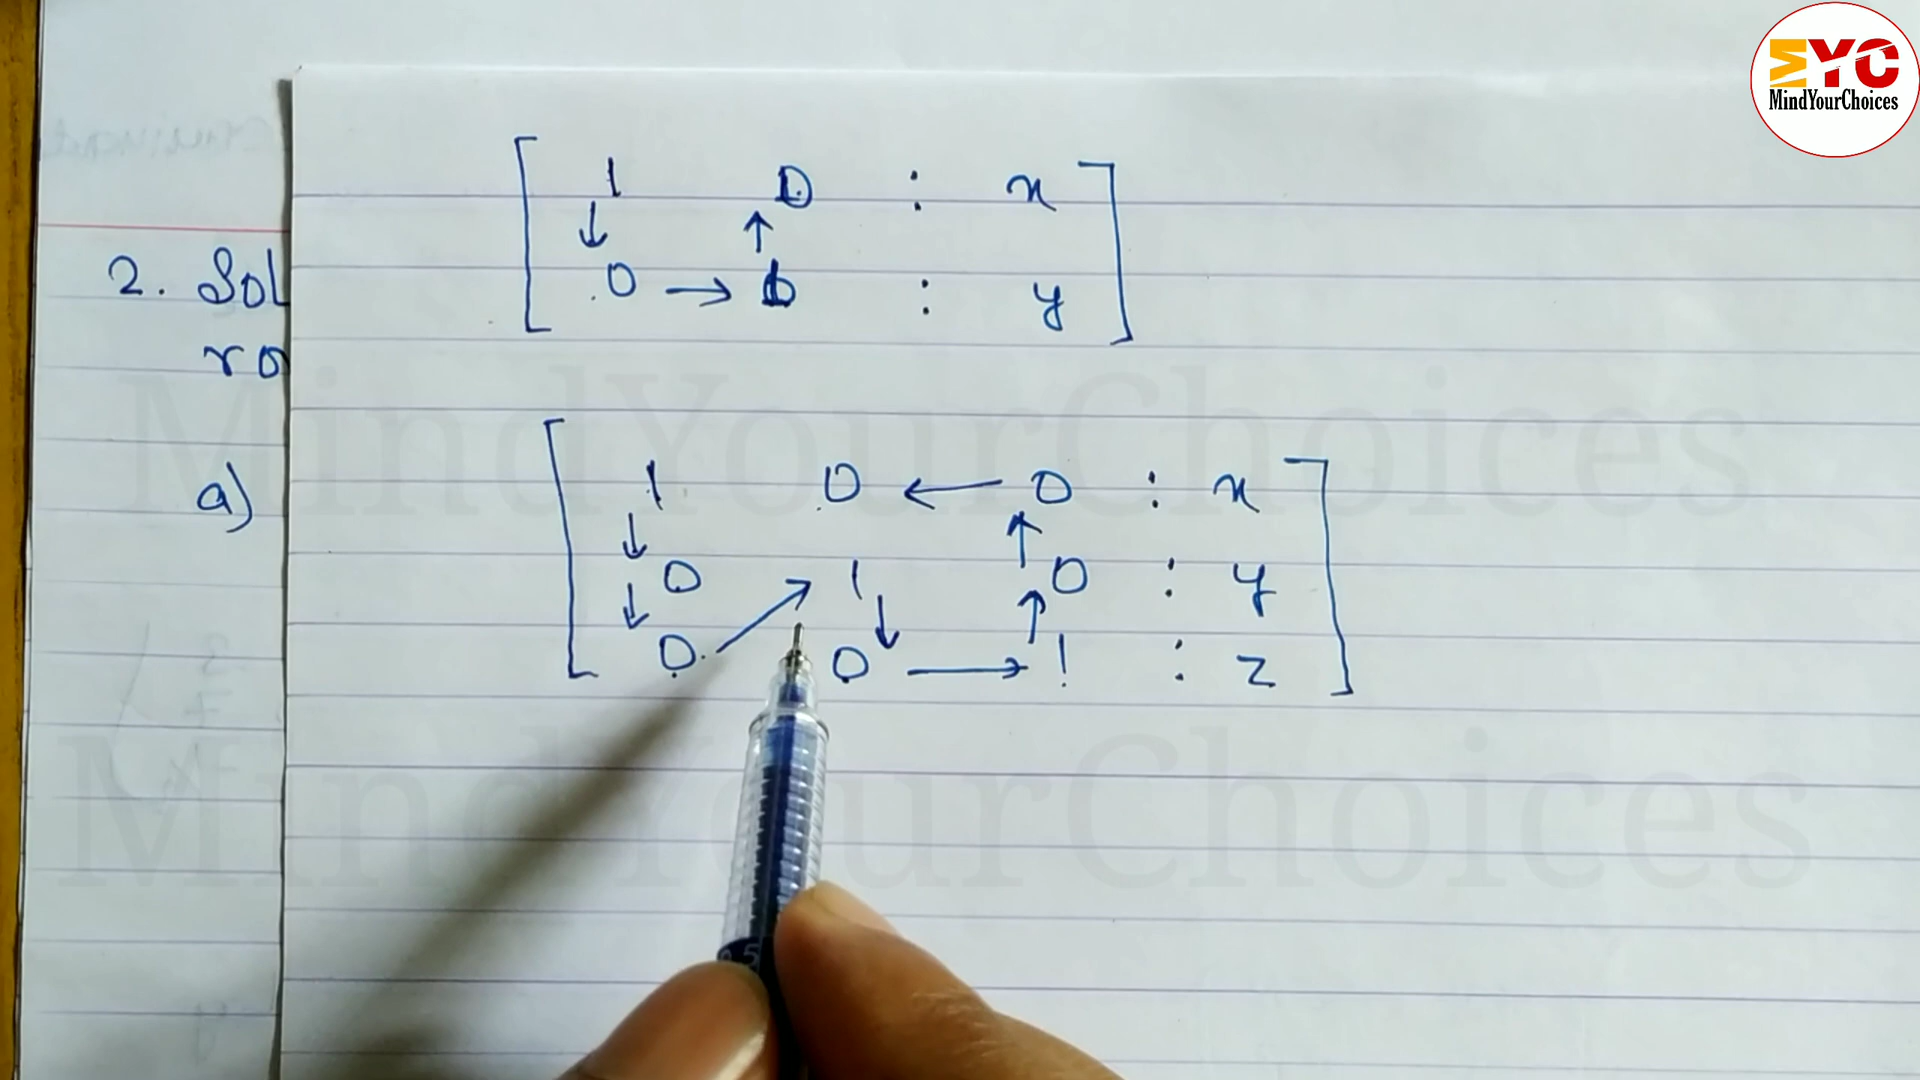 MYC
MindYourChoices
1 0 : x
↓ ↑
0 → 1 : y
2. Sol
ro
MindYourChoices
a) 1 0 ← 0 : x
↓ ↑
0 1 0 : y
↓ ↗ ↓ ↑
0 0 → 1 : z
MindYourChoices